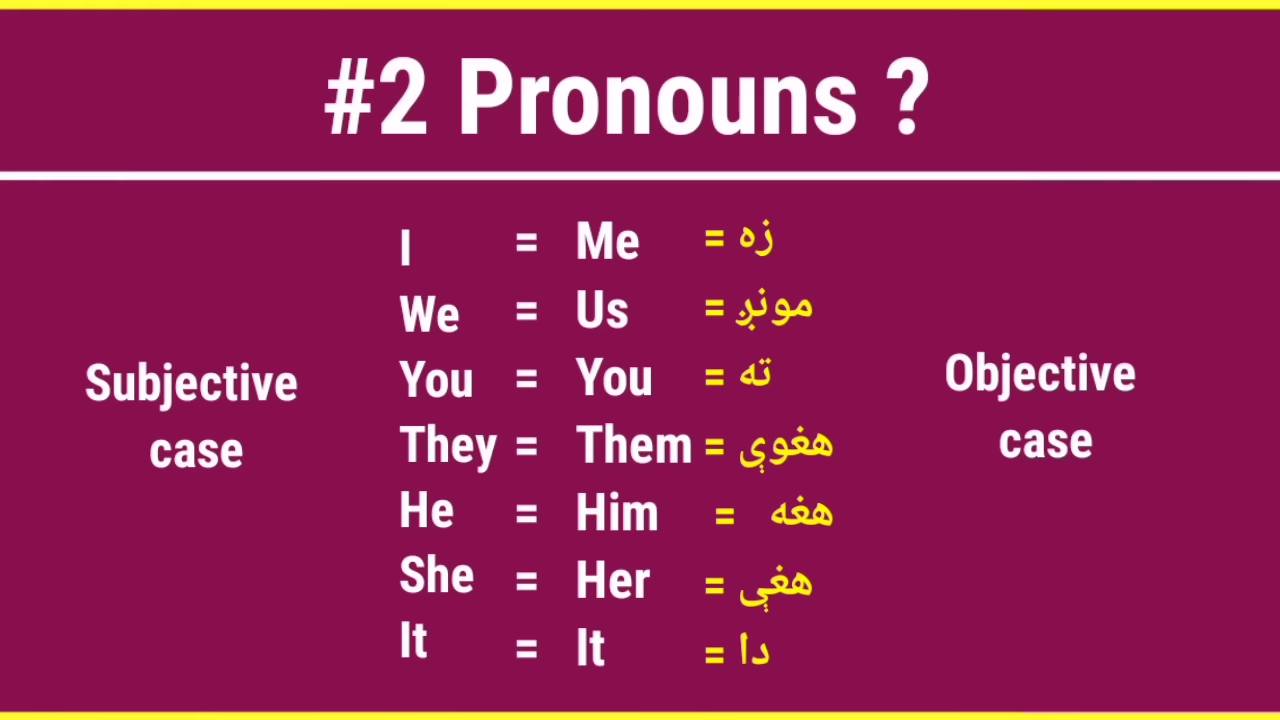 #2 Pronouns ?
Subjective
case
I = Me = زه
We = Us = مونږ
You = You = ته
They = Them = هغوې
He = Him = هغه
She = Her = هغې
It = It = دا
Objective
case